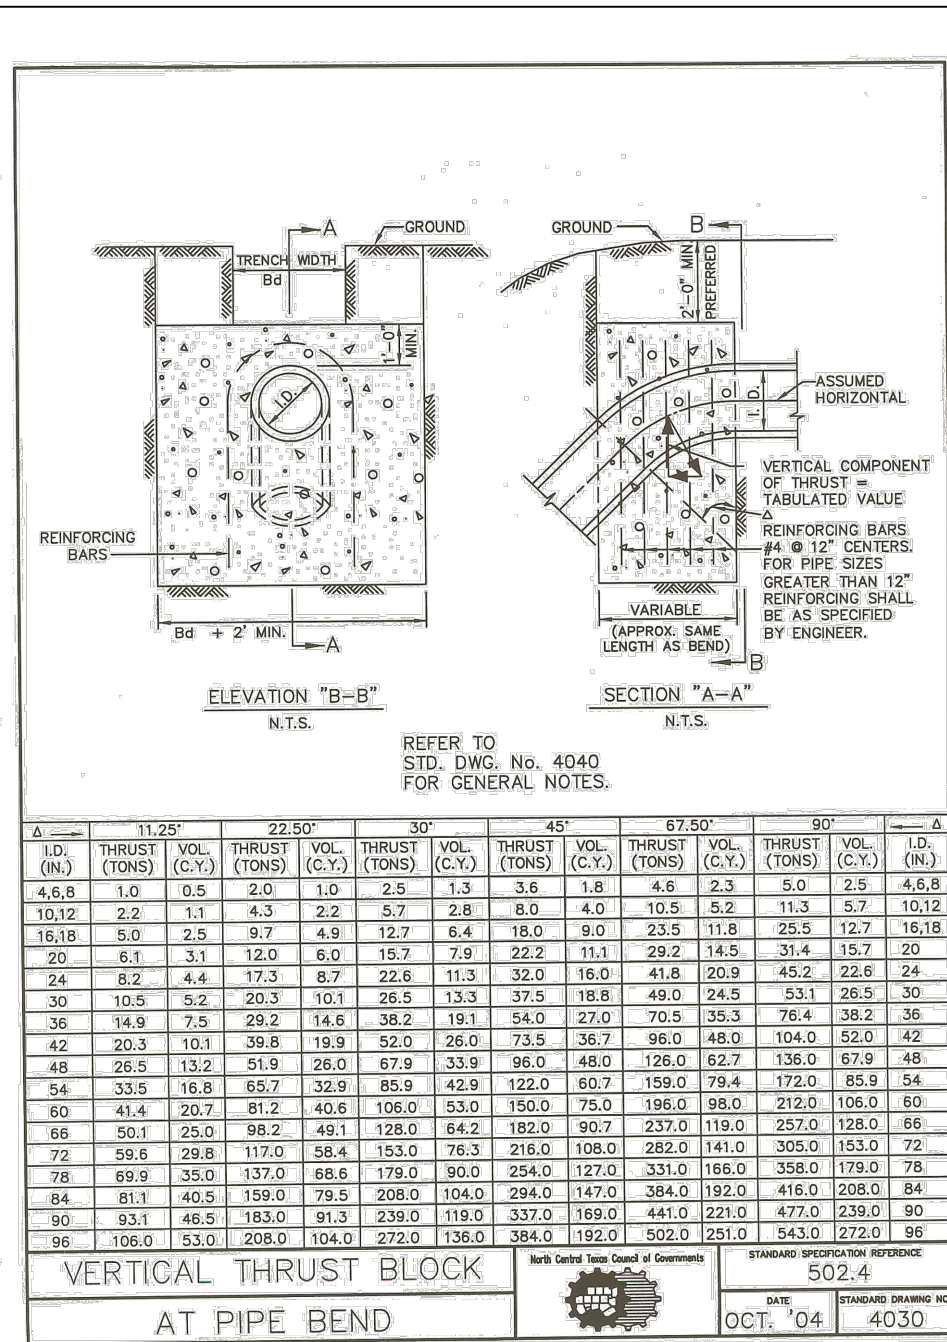 A
GROUND
TRENCH WIDTH
Bd
1'-0"
MIN.
I.D.
REINFORCING
BARS
Bd + 2' MIN.
A
ELEVATION "B-B"
N.T.S.
GROUND
B
2'-0" MIN.
PREFERRED
I.D.
ASSUMED
HORIZONTAL
VERTICAL COMPONENT
OF THRUST =
TABULATED VALUE
Δ
REINFORCING BARS
#4 @ 12" CENTERS.
FOR PIPE SIZES
GREATER THAN 12"
REINFORCING SHALL
BE AS SPECIFIED
BY ENGINEER.
VARIABLE
(APPROX. SAME
LENGTH AS BEND)
B
SECTION "A-A"
N.T.S.
REFER TO
STD. DWG. No. 4040
FOR GENERAL NOTES.
Δ 11.25° 22.50° 30° 45° 67.50° 90° Δ
I.D. THRUST VOL. THRUST VOL. THRUST VOL. THRUST VOL. THRUST VOL. THRUST VOL. I.D.
(IN.) (TONS) (C.Y.) (TONS) (C.Y.) (TONS) (C.Y.) (TONS) (C.Y.) (TONS) (C.Y.) (TONS) (C.Y.) (IN.)
4,6,8 1.0 0.5 2.0 1.0 2.5 1.3 3.6 1.8 4.6 2.3 5.0 2.5 4,6,8
10,12 2.2 1.1 4.3 2.2 5.7 2.8 8.0 4.0 10.5 5.2 11.3 5.7 10,12
16,18 5.0 2.5 9.7 4.9 12.7 6.4 18.0 9.0 23.5 11.8 25.5 12.7 16,18
20 6.1 3.1 12.0 6.0 15.7 7.9 22.2 11.1 29.2 14.5 31.4 15.7 20
24 8.2 4.4 17.3 8.7 22.6 11.3 32.0 16.0 41.8 20.9 45.2 22.6 24
30 10.5 5.2 20.3 10.1 26.5 13.3 37.5 18.8 49.0 24.5 53.1 26.5 30
36 14.9 7.5 29.2 14.6 38.2 19.1 54.0 27.0 70.5 35.3 76.4 38.2 36
42 20.3 10.1 39.8 19.9 52.0 26.0 73.5 36.7 96.0 48.0 104.0 52.0 42
48 26.5 13.2 51.9 26.0 67.9 33.9 96.0 48.0 126.0 62.7 136.0 67.9 48
54 33.5 16.8 65.7 32.9 85.9 42.9 122.0 60.7 159.0 79.4 172.0 85.9 54
60 41.4 20.7 81.2 40.6 106.0 53.0 150.0 75.0 196.0 98.0 212.0 106.0 60
66 50.1 25.0 98.2 49.1 128.0 64.2 182.0 90.7 237.0 119.0 257.0 128.0 66
72 59.6 29.8 117.0 58.4 153.0 76.3 216.0 108.0 282.0 141.0 305.0 153.0 72
78 69.9 35.0 137.0 68.6 179.0 90.0 254.0 127.0 331.0 166.0 358.0 179.0 78
84 81.1 40.5 159.0 79.5 208.0 104.0 294.0 147.0 384.0 192.0 416.0 208.0 84
90 93.1 46.5 183.0 91.3 239.0 119.0 337.0 169.0 441.0 221.0 477.0 239.0 90
96 106.0 53.0 208.0 104.0 272.0 136.0 384.0 192.0 502.0 251.0 543.0 272.0 96
VERTICAL THRUST BLOCK
AT PIPE BEND
North Central Texas Council of Governments
STANDARD SPECIFICATION REFERENCE
502.4
DATE
OCT. '04
STANDARD DRAWING NO
4030